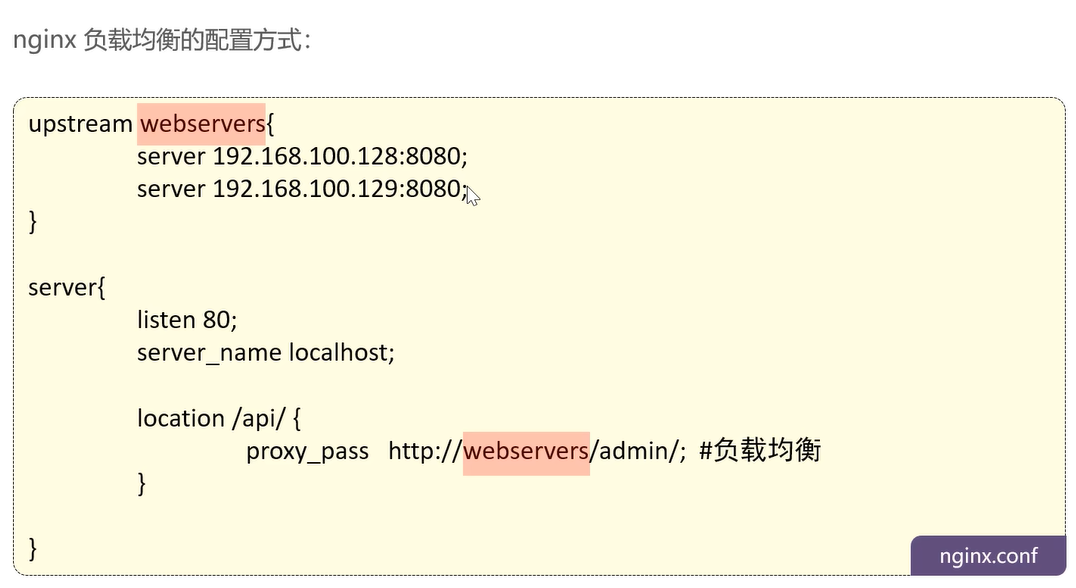 nginx 负载均衡的配置方式：
upstream webservers{
server 192.168.100.128:8080;
server 192.168.100.129:8080;
}
server{
listen 80;
server_name localhost;
location /api/ {
proxy_pass http://webservers/admin/; #负载均衡
}
}
nginx.conf